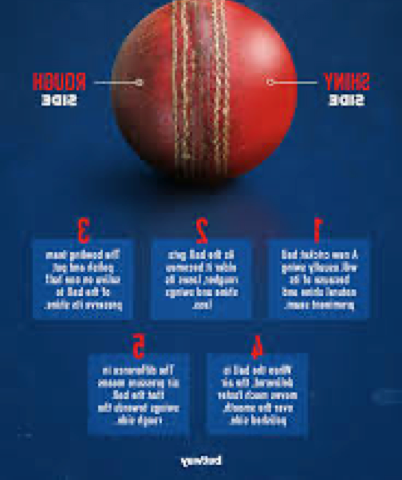 SHINY
SIDE
ROUGH
SIDE
1
A new cricket ball
will usually swing
because of its
natural shine and
prominent seam.
2
As the ball gets
older it becomes
rougher, loses its
shine and swings
less.
3
The bowling team
polish and put
saliva on one half
of the ball to
preserve its shine.
4
When the ball is
delivered, the air
moves much faster
over the smooth,
polished side.
5
The difference in
air pressure means
that the ball
swings towards the
rough side.
betway